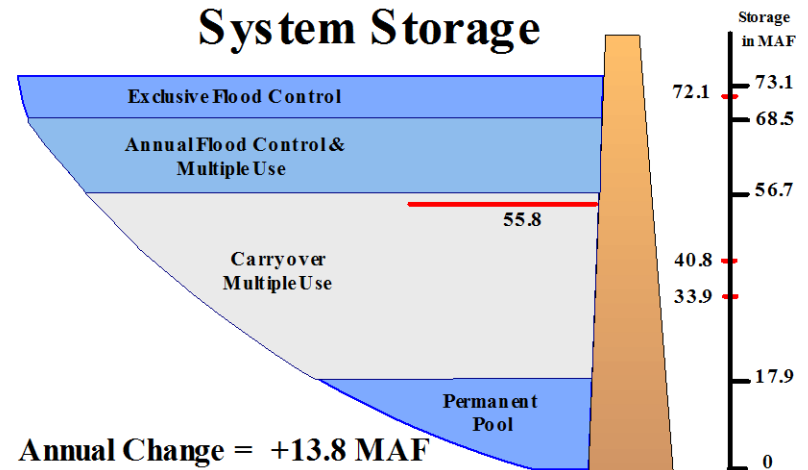 System Storage
Storage
in MAF
Exclusive Flood Control
72.1
73.1
68.5
Annual Flood Control &
Multiple Use
56.7
55.8
Carryover
Multiple Use
40.8
33.9
17.9
Permanent
Pool
Annual Change = +13.8 MAF
0